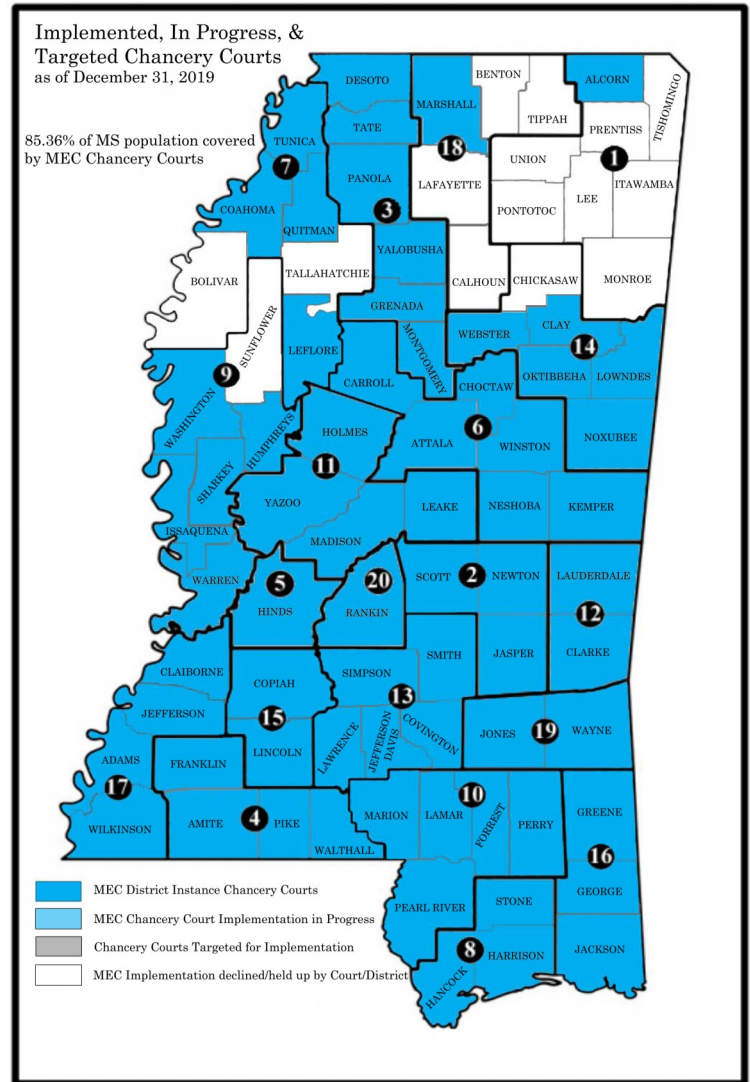 Implemented, In Progress, &
Targeted Chancery Courts
as of December 31, 2019
85.36% of MS population covered
by MEC Chancery Courts
DESOTO
MARSHALL
BENTON
TIPPAH
ALCORN
TISHOMINGO
PRENTISS
TATE
TUNICA
7
18
1
UNION
PANOLA
LAFAYETTE
ITAWAMBA
LEE
PONTOTOC
3
COAHOMA
QUITMAN
YALOBUSHA
TALLAHATCHIE
BOLIVAR
CALHOUN
CHICKASAW
MONROE
GRENADA
SUNFLOWER
LEFLORE
MONTGOMERY
WEBSTER
CLAY
14
9
CARROLL
CHOCTAW
OKTIBBEHA
LOWNDES
WASHINGTON
HUMPHREYS
HOLMES
6
ATTALA
WINSTON
NOXUBEE
11
SHARKEY
YAZOO
LEAKE
NESHOBA
KEMPER
ISSAQUENA
MADISON
WARREN
5
HINDS
20
RANKIN
SCOTT
2
NEWTON
LAUDERDALE
12
CLARKE
SMITH
JASPER
CLAIBORNE
COPIAH
SIMPSON
13
JEFFERSON
15
LAWRENCE
JEFFERSON
DAVIS
COVINGTON
JONES
19
WAYNE
LINCOLN
ADAMS
FRANKLIN
17
10
WILKINSON
AMITE
4
PIKE
WALTHALL
MARION
LAMAR
FORREST
PERRY
GREENE
16
GEORGE
PEARL RIVER
STONE
8
HARRISON
JACKSON
HANCOCK
MEC District Instance Chancery Courts
MEC Chancery Court Implementation in Progress
Chancery Courts Targeted for Implementation
MEC Implementation declined/held up by Court/District